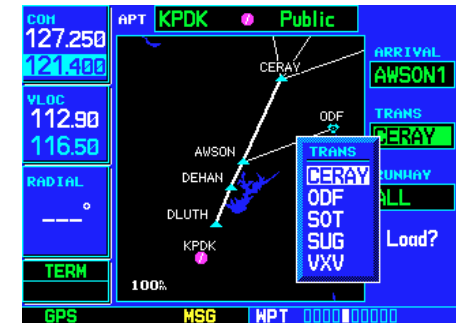 COM
127.250
121.400
VLOC
112.90
116.50
RADIAL
___°
TERM
GPS
APT KPDK Public
CERAY
ODF
AWSON
DEHAN
DLUTH
KPDK
100%
TRANS
CERAY
ODF
SOT
SUG
VXV
ARRIVAL
AWSON1
TRANS
CERAY
RUNWAY
ALL
Load?
MSG
WPT